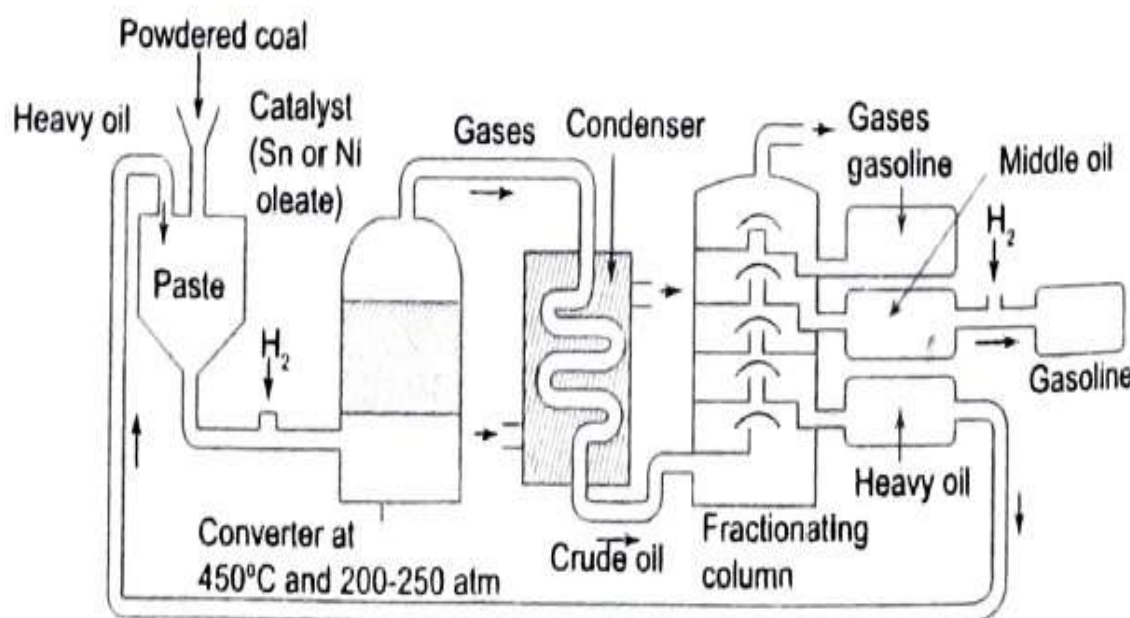 Powdered coal
Heavy oil
Catalyst
(Sn or Ni
oleate)
Paste
H2
Converter at
450°C and 200-250 atm
Gases
Condenser
Crude oil
Gases
gasoline
Middle oil
H2
Gasoline
Heavy oil
Fractionating
column